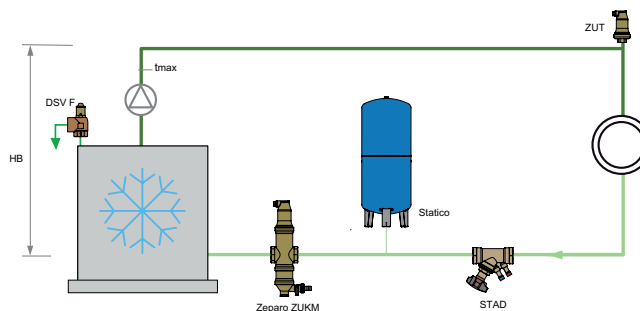 ZUT
tmax
DSV F
HB
Statico
Zeparo ZUKM
STAD